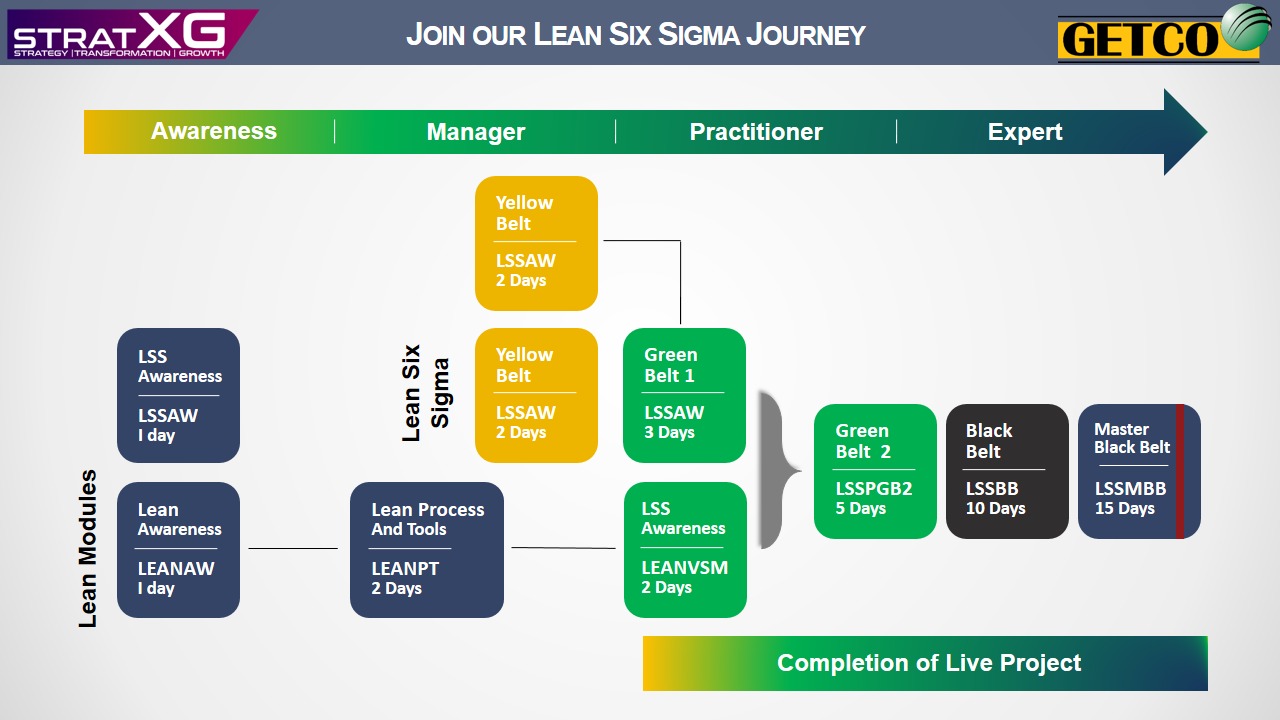 STRATXG
STRATEGY |TRANSFORMATION | GROWTH
JOIN OUR LEAN SIX SIGMA JOURNEY
GETCO
Awareness
Manager
Practitioner
Expert
Yellow
Belt
LSSAW
2 Days
LSS
Awareness
LSSAW
I day
Lean Six
Sigma
Yellow
Belt
LSSAW
2 Days
Green
Belt 1
LSSAW
3 Days
Green
Belt 2
LSSPGB2
5 Days
Black
Belt
LSSBB
10 Days
Master
Black Belt
LSSMBB
15 Days
Lean Modules
Lean
Awareness
LEANAW
I day
Lean Process
And Tools
LEANPT
2 Days
LSS
Awareness
LEANVSM
2 Days
Completion of Live Project